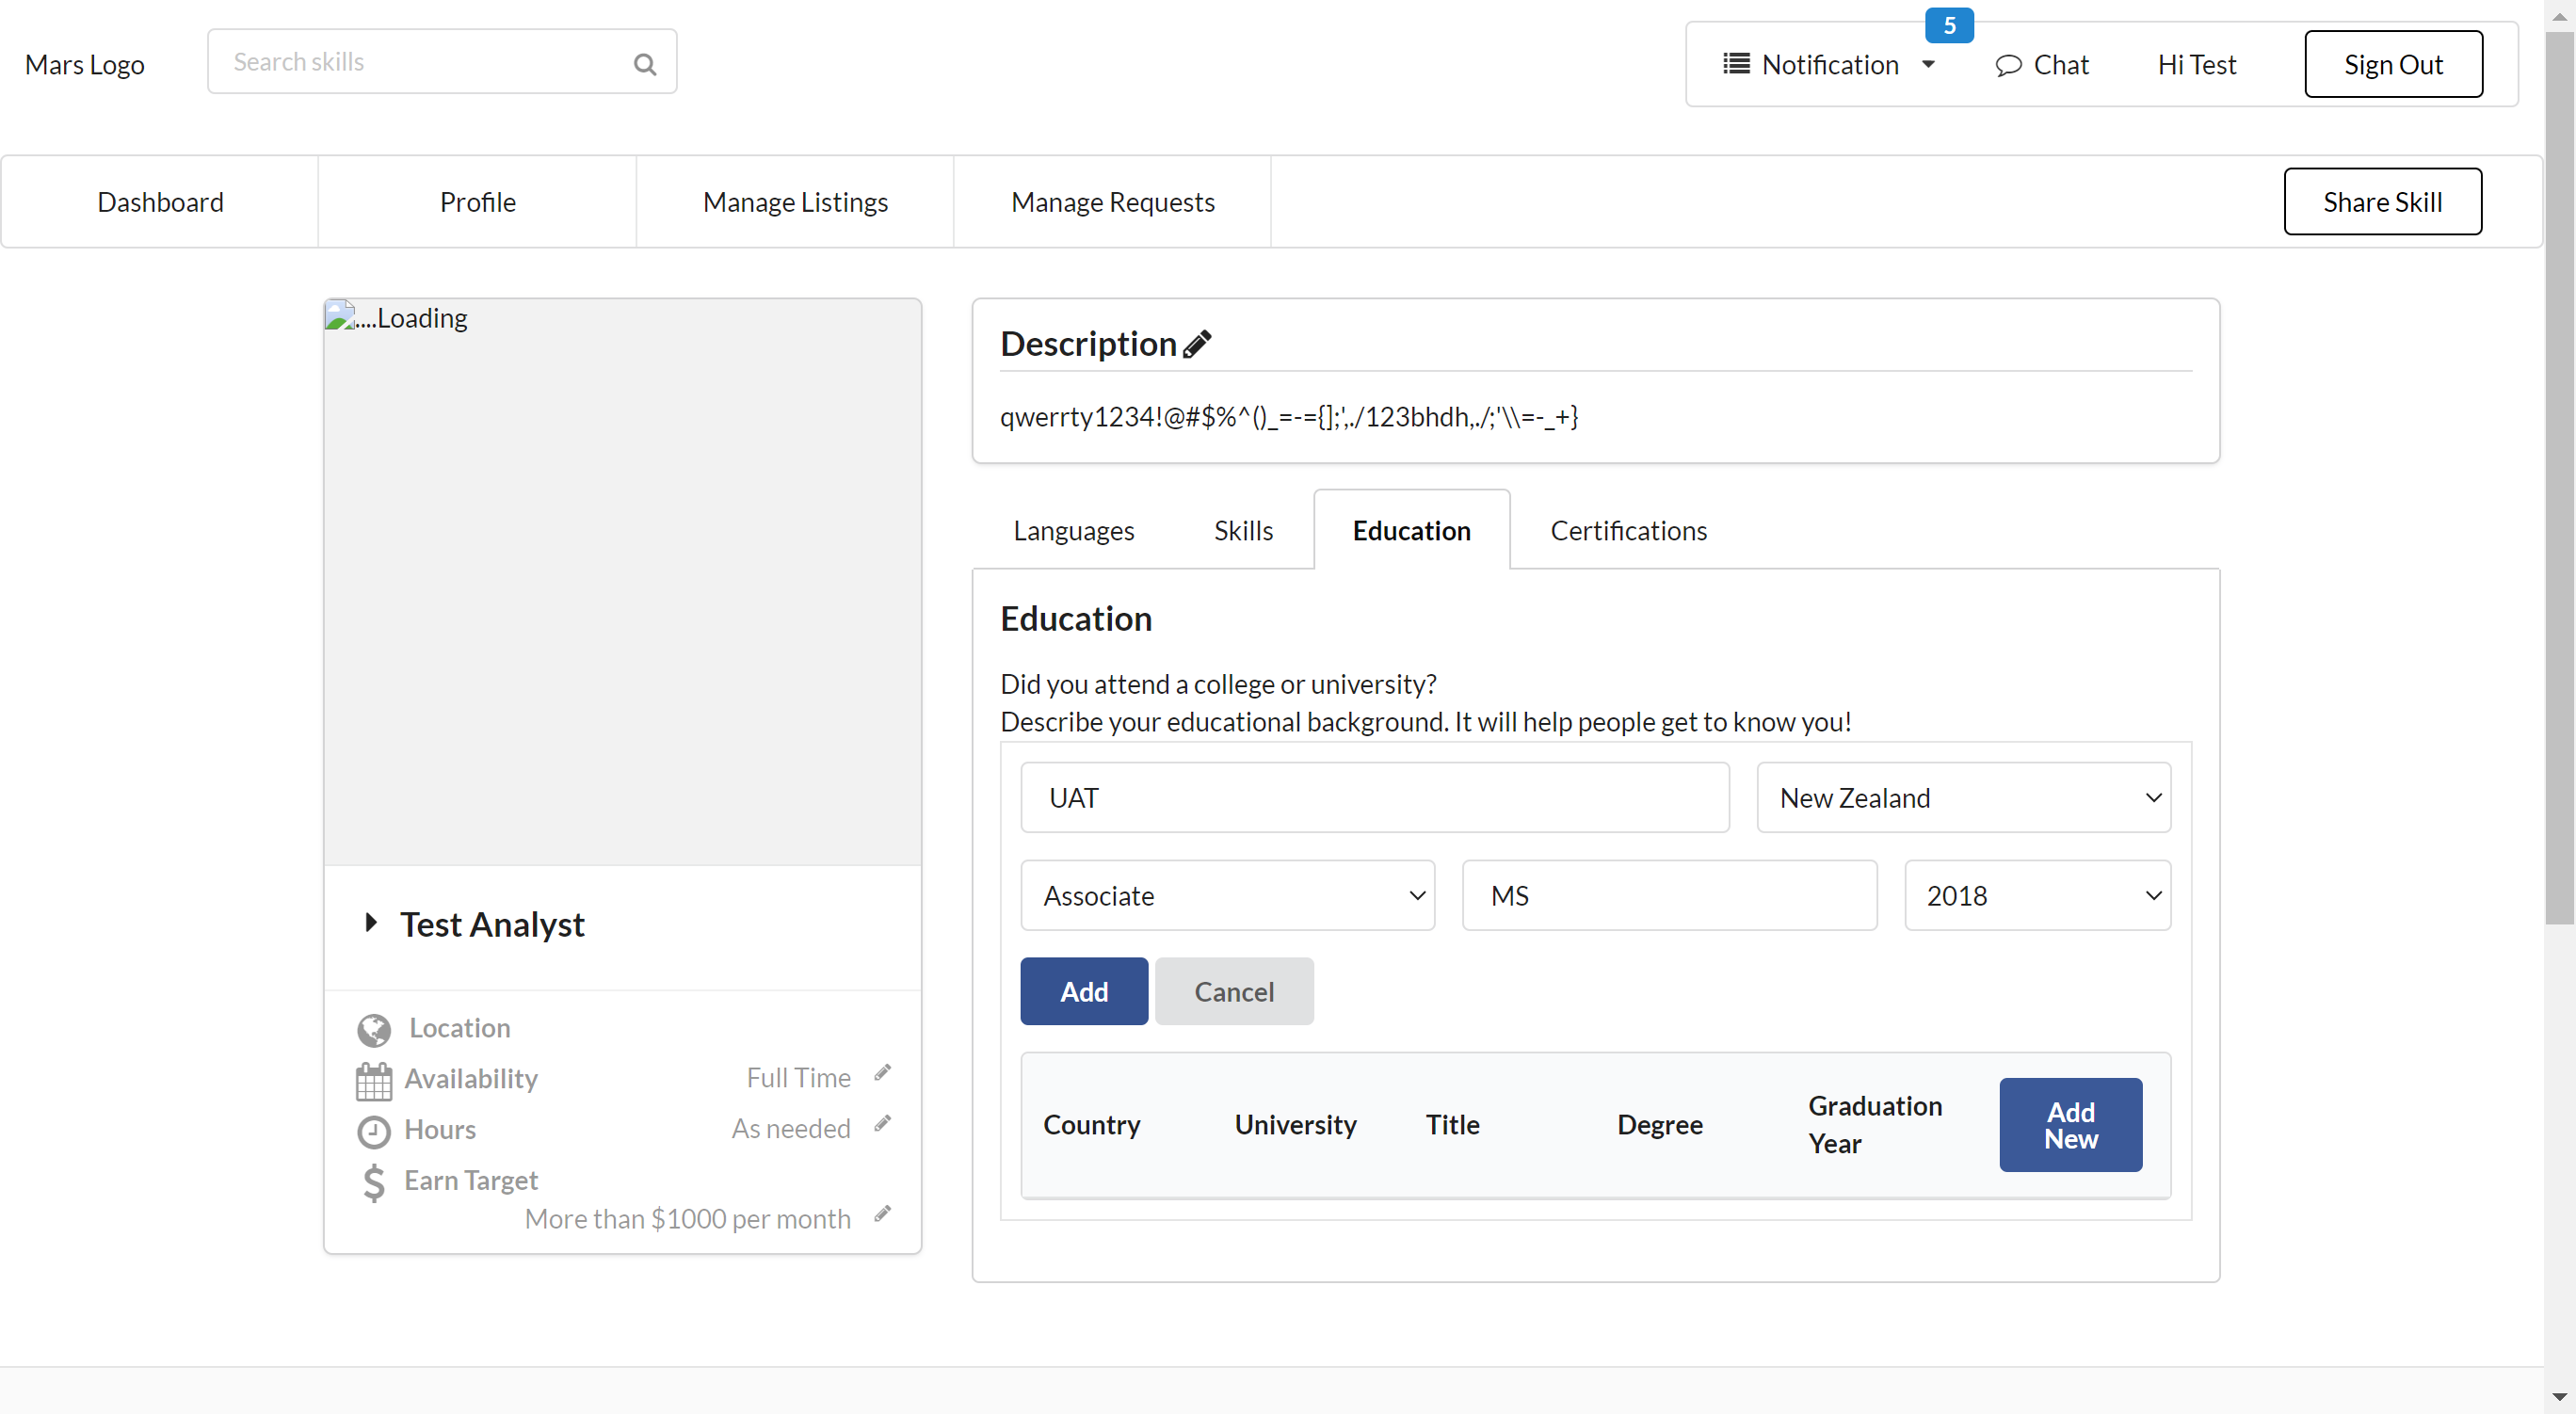 Mars Logo
Search skills
Notification
5
Chat
Hi Test
Sign Out
Dashboard
Profile
Manage Listings
Manage Requests
Share Skill
....Loading
Test Analyst
Location
Availability
Full Time
Hours
As needed
Earn Target
More than $1000 per month
Description
qwerrty1234!@#$%^()_=-={];',./123bhdh,./;'\\=-_+}
Languages
Skills
Education
Certifications
Education
Did you attend a college or university?
Describe your educational background. It will help people get to know you!
UAT
New Zealand
Associate
MS
2018
Add
Cancel
Country
University
Title
Degree
Graduation
Year
Add
New